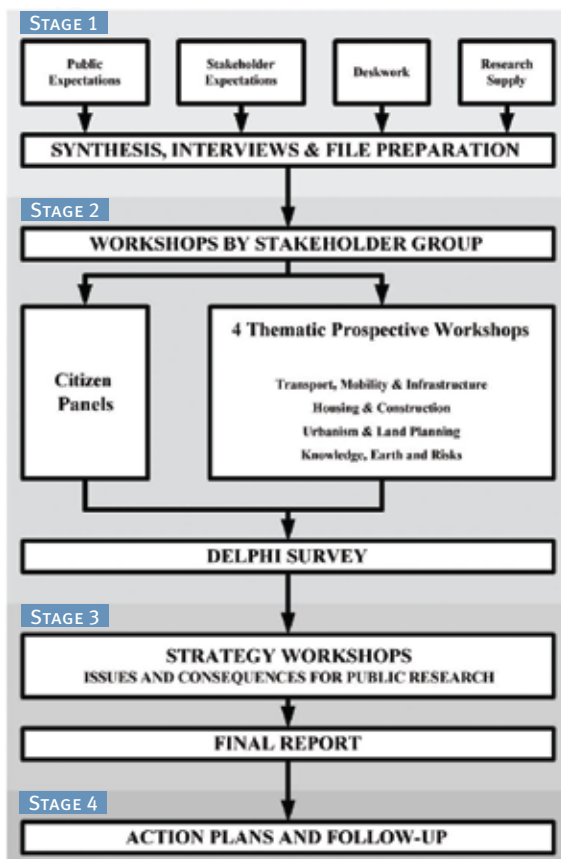 STAGE 1
Public
Expectations
Stakeholder
Expectations
Deskwork
Research
Supply
SYNTHESIS, INTERVIEWS & FILE PREPARATION
STAGE 2
WORKSHOPS BY STAKEHOLDER GROUP
Citizen
Panels
4 Thematic Prospective Workshops
Transport, Mobility & Infrastructure
Housing & Construction
Urbanism & Land Planning
Knowledge, Earth and Risks
DELPHI SURVEY
STAGE 3
STRATEGY WORKSHOPS
ISSUES AND CONSEQUENCES FOR PUBLIC RESEARCH
FINAL REPORT
STAGE 4
ACTION PLANS AND FOLLOW-UP